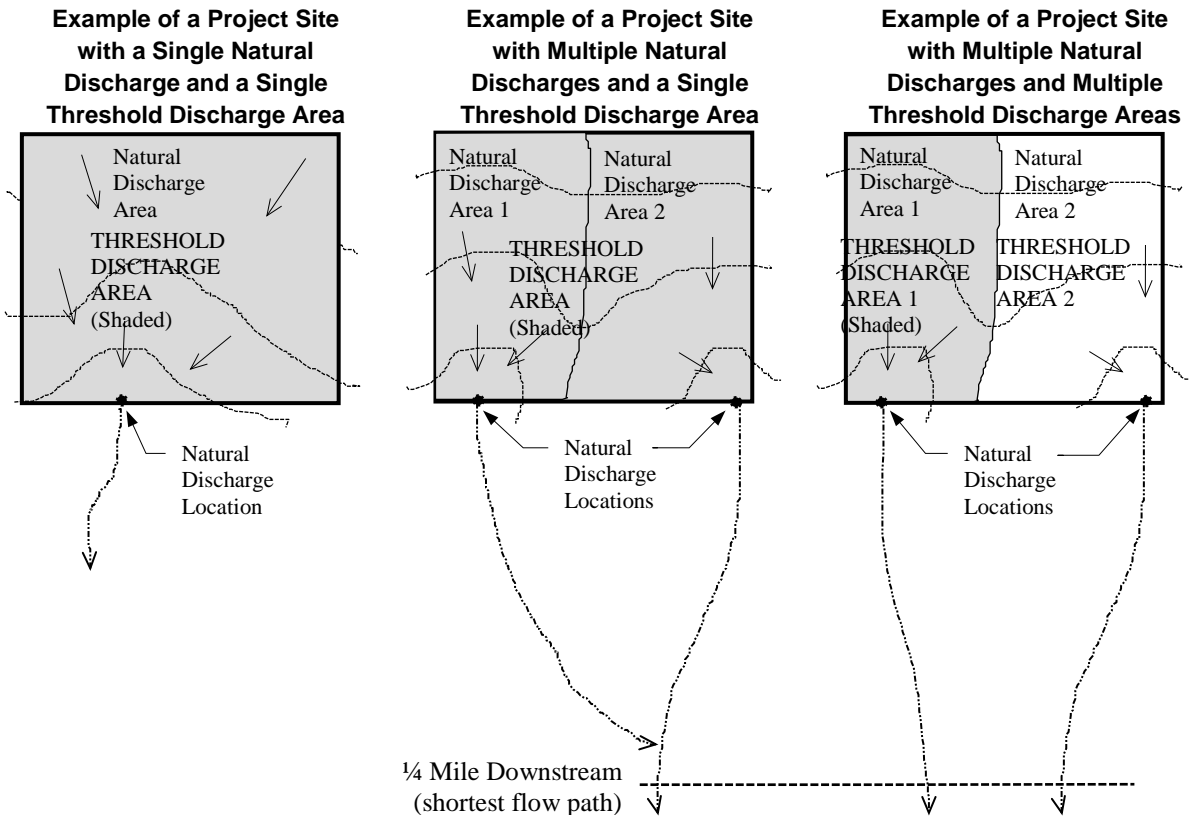 Example of a Project Site
with a Single Natural
Discharge and a Single
Threshold Discharge Area
Natural
Discharge
Area
THRESHOLD
DISCHARGE
AREA
(Shaded)
Natural
Discharge
Location
Example of a Project Site
with Multiple Natural
Discharges and a Single
Threshold Discharge Area
Natural
Discharge
Area 1
Natural
Discharge
Area 2
THRESHOLD
DISCHARGE
AREA
(Shaded)
Natural
Discharge
Locations
¼ Mile Downstream
(shortest flow path)
Example of a Project Site
with Multiple Natural
Discharges and Multiple
Threshold Discharge Areas
Natural
Discharge
Area 1
Natural
Discharge
Area 2
THRESHOLD
DISCHARGE
AREA 1
(Shaded)
THRESHOLD
DISCHARGE
AREA 2
Natural
Discharge
Locations